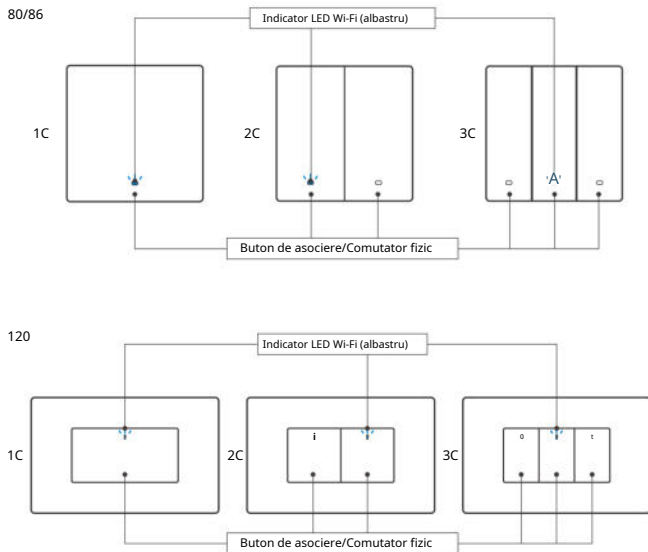 80/86
Indicator LED Wi-Fi (albastru)
1C
2C
3C
A
Buton de asociere/Comutator fizic
120
Indicator LED Wi-Fi (albastru)
1C
2C
3C
i
0
t
Buton de asociere/Comutator fizic